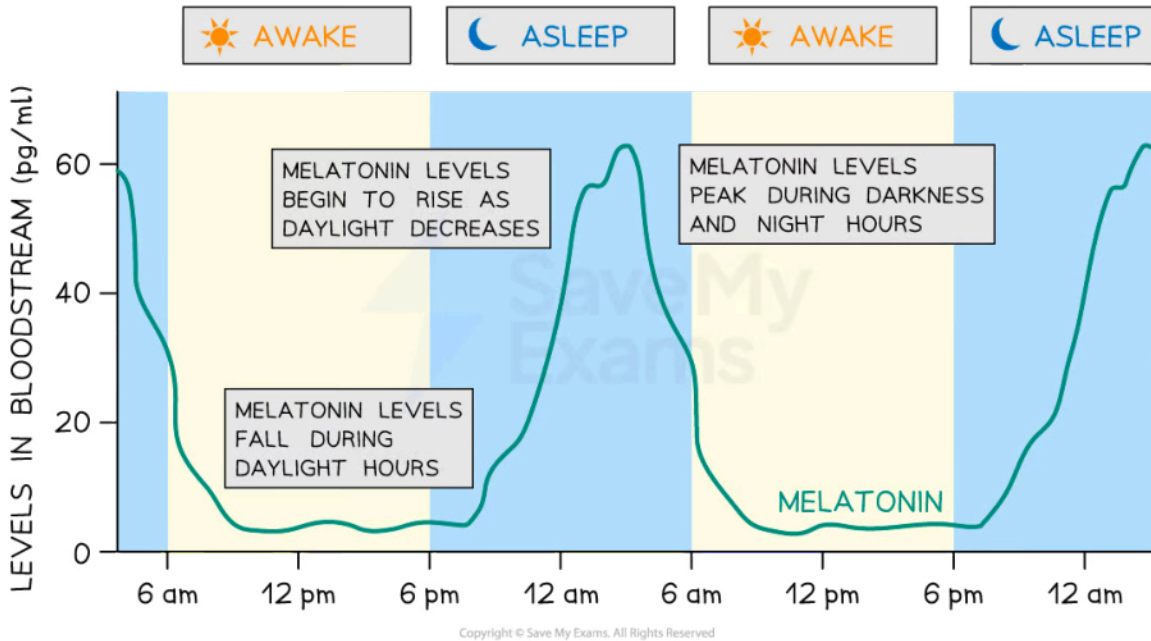 AWAKE
ASLEEP
AWAKE
ASLEEP
LEVELS IN BLOODSTREAM (pg/ml)
60
40
20
0
MELATONIN LEVELS
BEGIN TO RISE AS
DAYLIGHT DECREASES
MELATONIN LEVELS
PEAK DURING DARKNESS
AND NIGHT HOURS
SaveMy
Exams
MELATONIN LEVELS
FALL DURING
DAYLIGHT HOURS
MELATONIN
6 am
12 pm
6 pm
12 am
6 am
12 pm
6 pm
12 am
Copyright © Save My Exams. All Rights Reserved